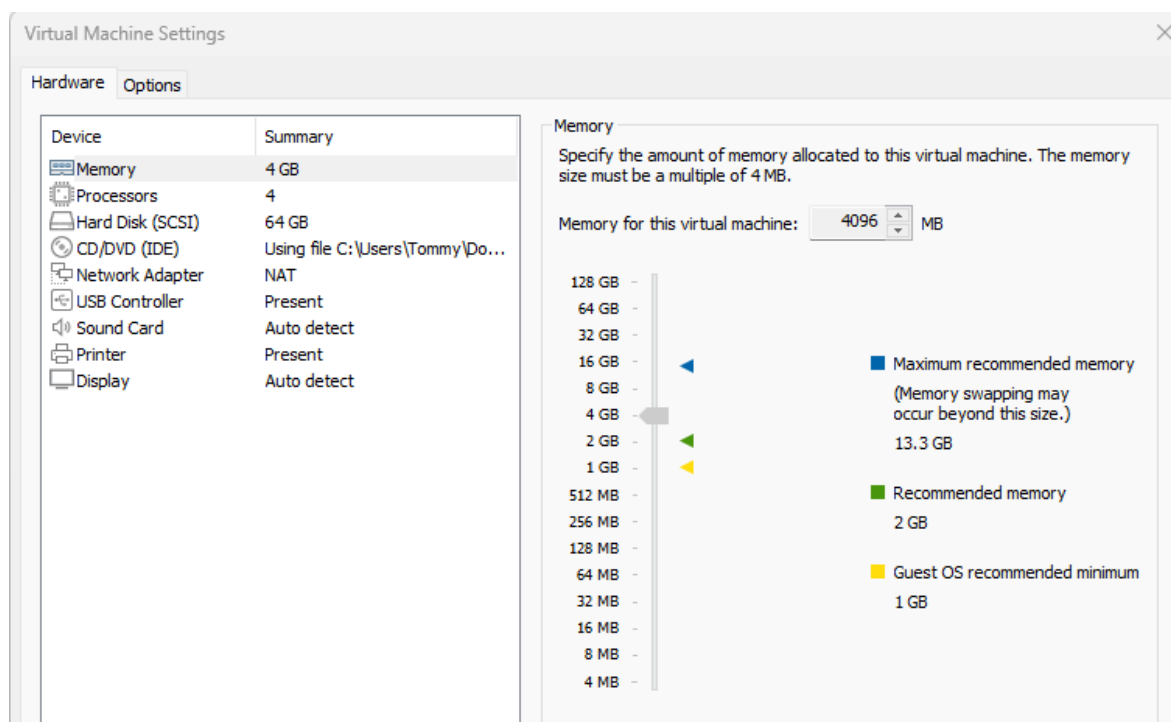 Virtual Machine Settings
Hardware Options
Device Summary
Memory 4 GB
Processors 4
Hard Disk (SCSI) 64 GB
CD/DVD (IDE) Using file C:\Users\Tommy\Do...
Network Adapter NAT
USB Controller Present
Sound Card Auto detect
Printer Present
Display Auto detect
Memory
Specify the amount of memory allocated to this virtual machine. The memory
size must be a multiple of 4 MB.
Memory for this virtual machine: 4096 MB
128 GB
64 GB
32 GB
16 GB
8 GB
4 GB
2 GB
1 GB
512 MB
256 MB
128 MB
64 MB
32 MB
16 MB
8 MB
4 MB
Maximum recommended memory
(Memory swapping may
occur beyond this size.)
13.3 GB
Recommended memory
2 GB
Guest OS recommended minimum
1 GB